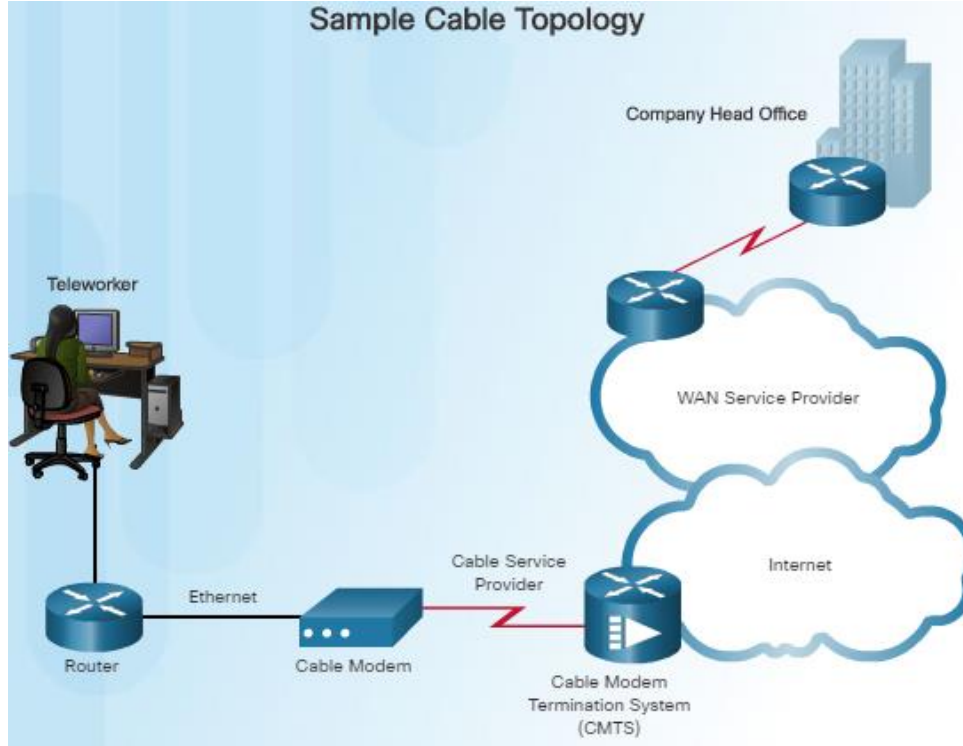 Sample Cable Topology
Company Head Office
Teleworker
WAN Service Provider
Cable Service
Provider
Internet
Ethernet
Router
Cable Modem
Cable Modem
Termination System
(CMTS)